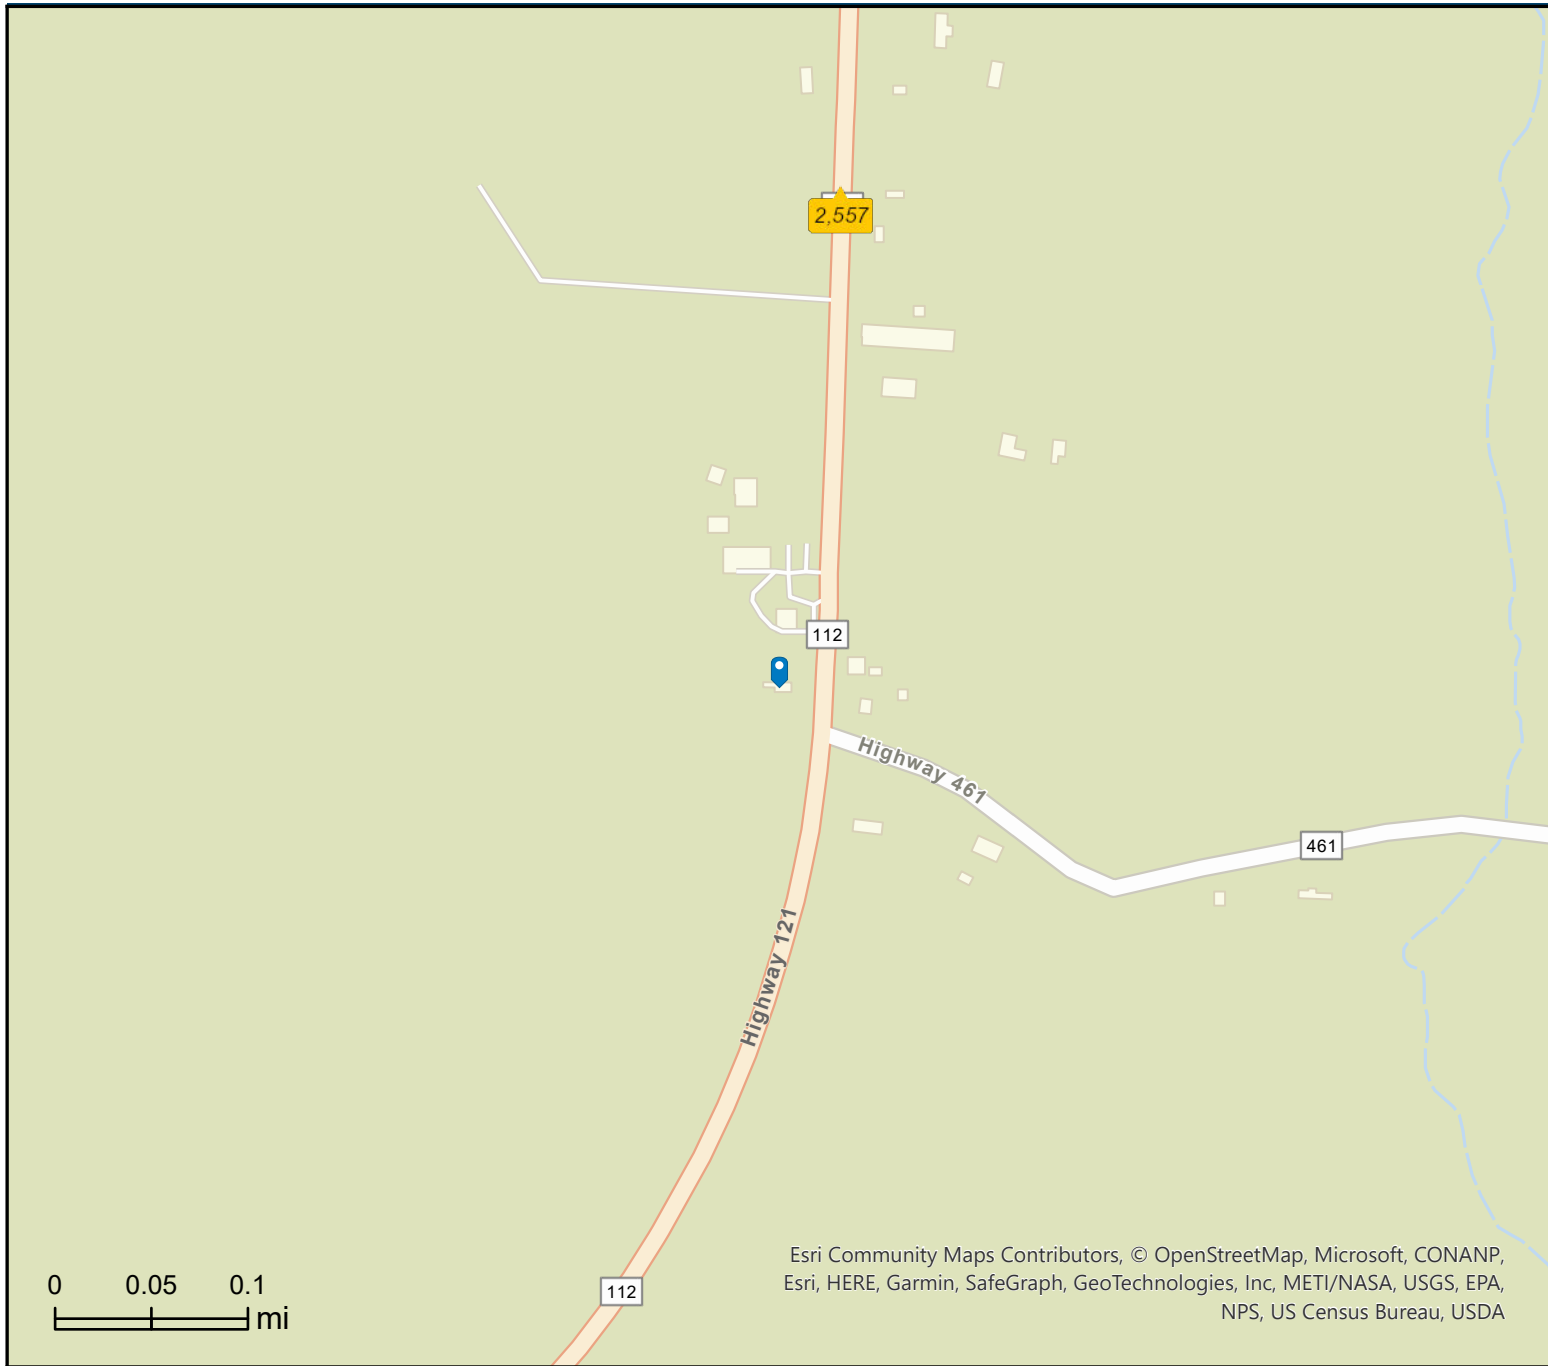 2,557
112
Highway 461
461
Highway 121
112
0 0.05 0.1
mi
Esri Community Maps Contributors, © OpenStreetMap, Microsoft, CONANP,
Esri, HERE, Garmin, SafeGraph, GeoTechnologies, Inc, METI/NASA, USGS, EPA,
NPS, US Census Bureau, USDA